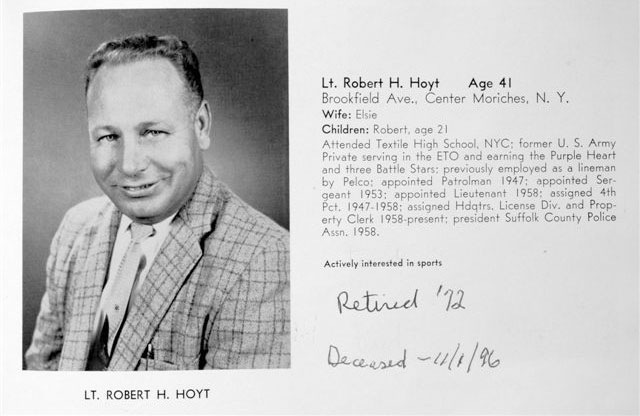 Lt. Robert H. Hoyt Age 41
Brookfield Ave., Center Moriches, N. Y.
Wife: Elsie
Children: Robert, age 21
Attended Textile High School, NYC; former U. S. Army
Private serving in the ETO and earning the Purple Heart
and three Battle Stars; previously employed as a lineman
by Pelco; appointed Patrolman 1947; appointed Ser-
geant 1953; appointed Lieutenant 1958; assigned 4th
Pct. 1947-1958; assigned Hdqtrs. License Div. and Prop-
erty Clerk 1958-present; president Suffolk County Police
Assn. 1958.
Actively interested in sports
Retired '72
Deceased - 11/1/96
LT. ROBERT H. HOYT